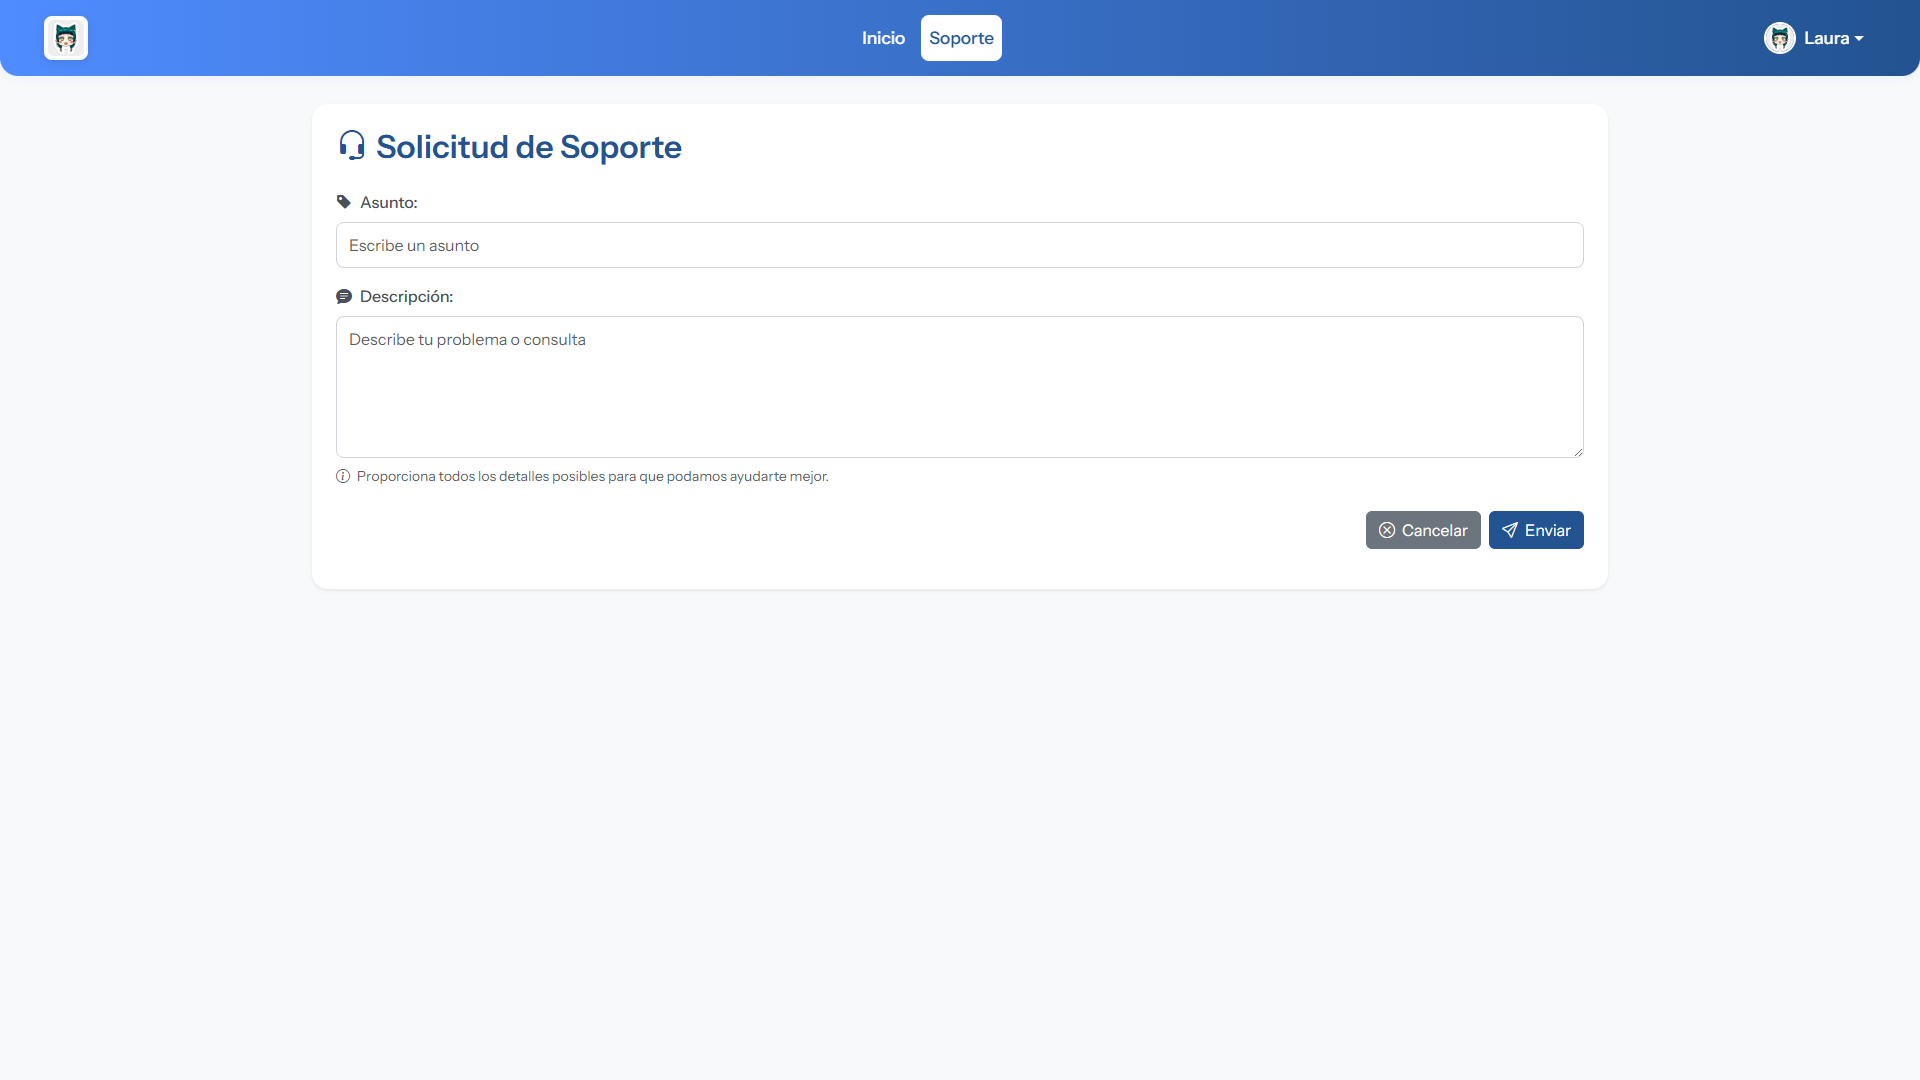 Inicio
Soporte
Laura
Solicitud de Soporte
Asunto:
Escribe un asunto
Descripción:
Describe tu problema o consulta
Proporciona todos los detalles posibles para que podamos ayudarte mejor.
Cancelar
Enviar